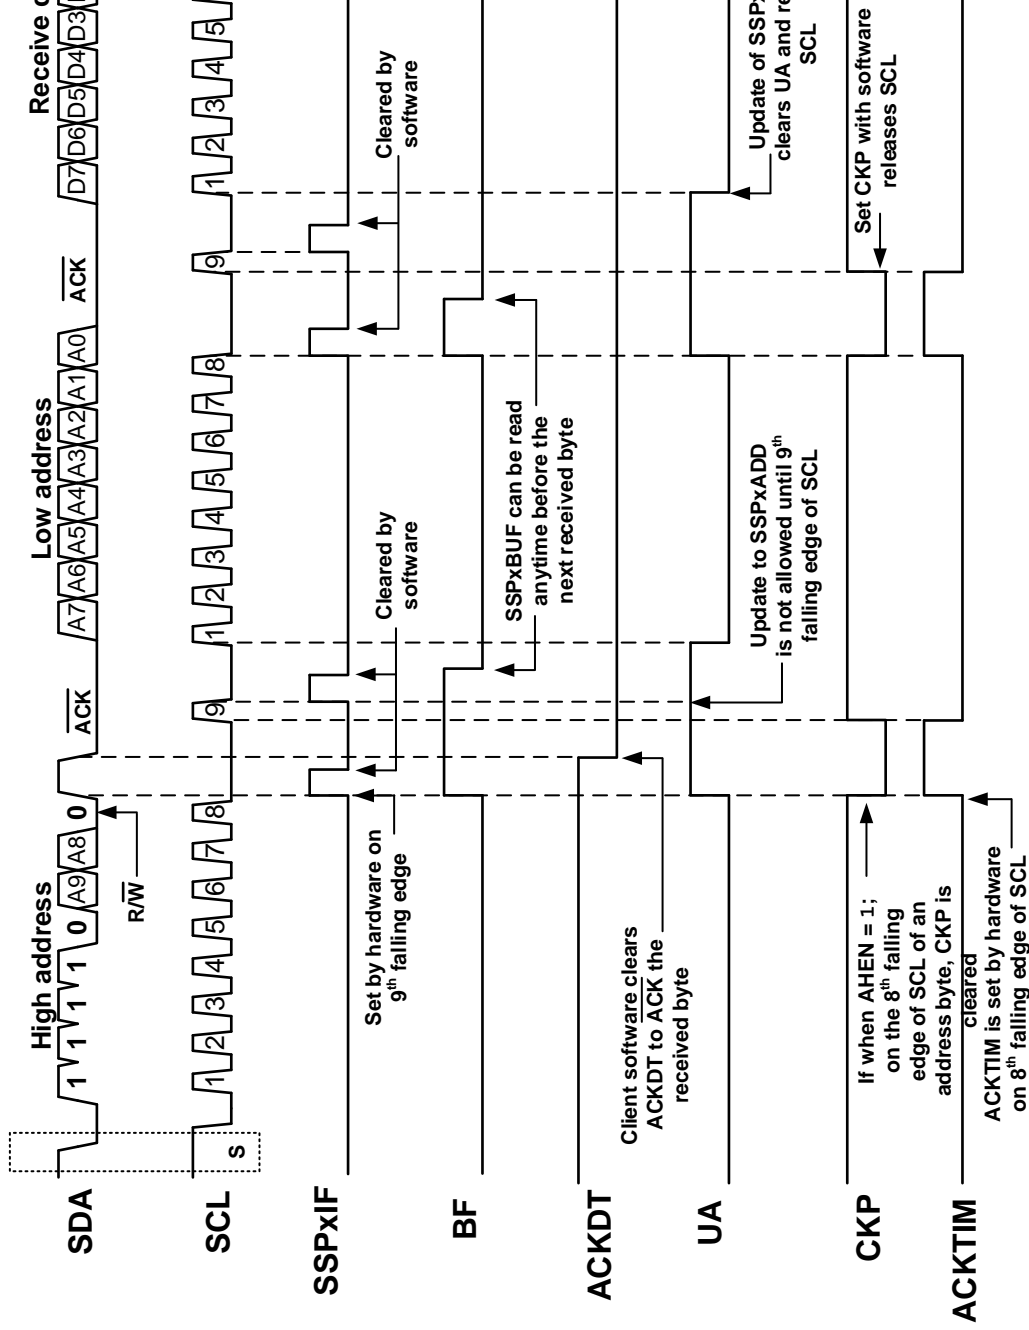 High address
Low address
Receive
SDA
1 1 1 1 0 A9 A8 0
ACK
A7 A6 A5 A4 A3 A2 A1 A0
ACK
D7 D6 D5 D4 D3
R/W
SCL
S
1 2 3 4 5 6 7 8 9
1 2 3 4 5 6 7 8 9
1 2 3 4 5
SSPxIF
Set by hardware on
9th falling edge
Cleared by
software
Cleared by
software
BF
SSPxBUF can be read
anytime before the
next received byte
ACKDT
Client software clears
ACKDT to ACK the
received byte
UA
Update to SSPxADD
is not allowed until 9th
falling edge of SCL
Update of SSPx
clears UA and re
SCL
CKP
If when AHEN = 1;
on the 8th falling
edge of SCL of an
address byte, CKP is
cleared
Set CKP with software
releases SCL
ACKTIM
ACKTIM is set by hardware
on 8th falling edge of SCL